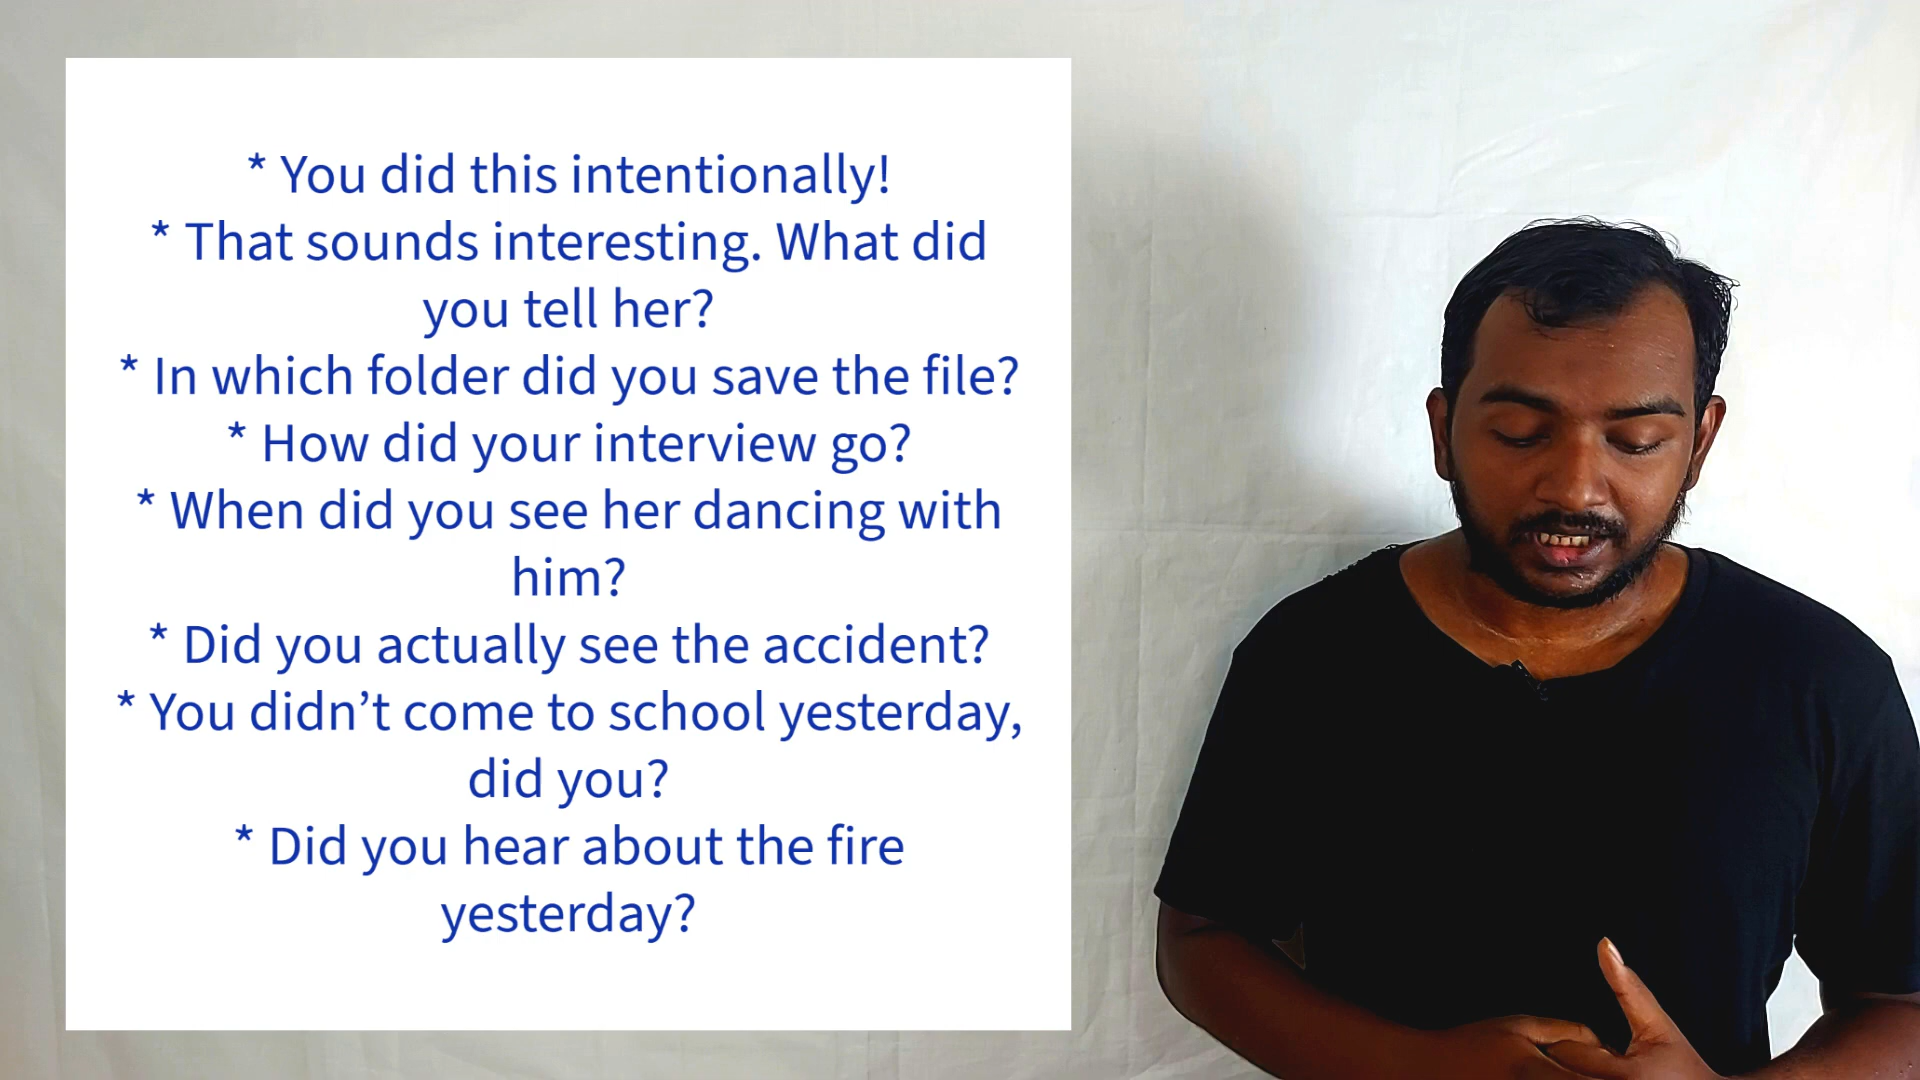 * You did this intentionally!
* That sounds interesting. What did
you tell her?
* In which folder did you save the file?
* How did your interview go?
* When did you see her dancing with
him?
* Did you actually see the accident?
* You didn’t come to school yesterday,
did you?
* Did you hear about the fire
yesterday?